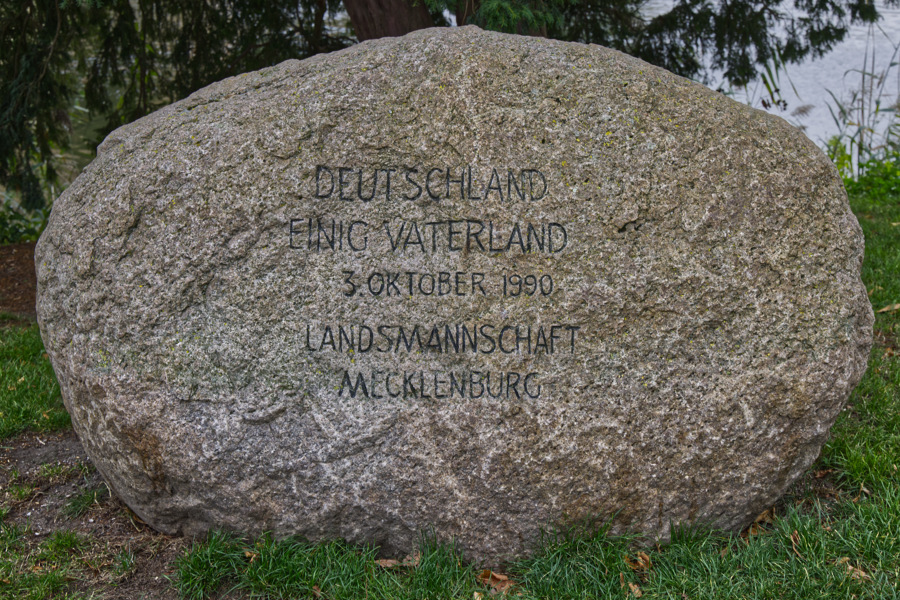 DEUTSCHLAND
EINIG VATERLAND
3. OKTOBER 1990
LANDSMANNSCHAFT
MECKLENBURG